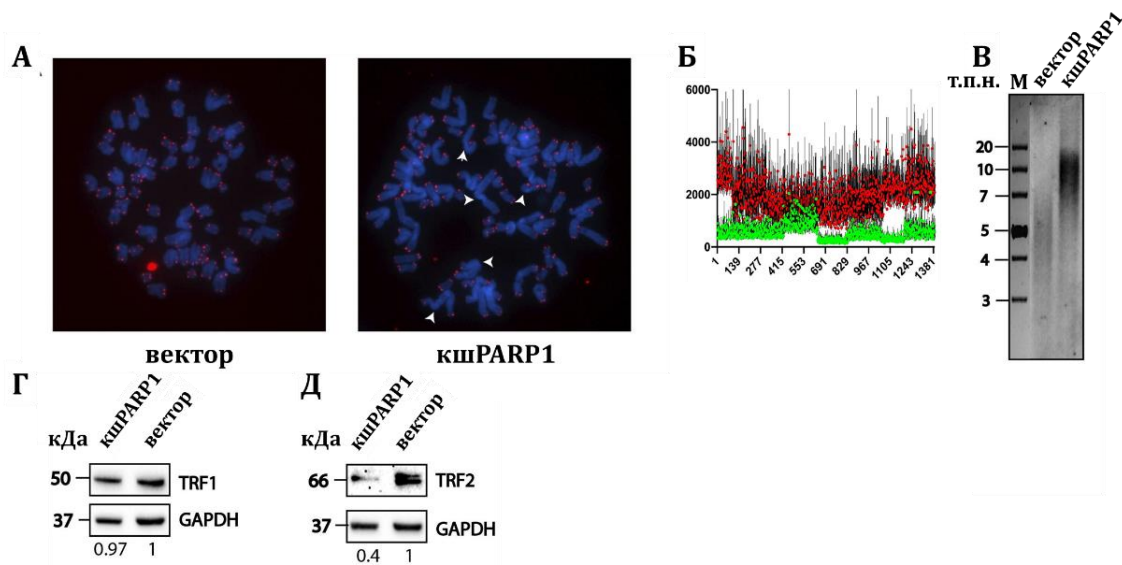 А
вектор
кшPARP1
Б
6000
4000
2000
0
1
139
277
415
553
691
829
967
1105
1243
1381
В
т.п.н.
М
вектор
кшPARP1
20
10
7
5
4
3
Г
кДа
кшPARP1
вектор
50
TRF1
37
GAPDH
0.97 1
Д
кДа
кшPARP1
вектор
66
TRF2
37
GAPDH
0.4 1